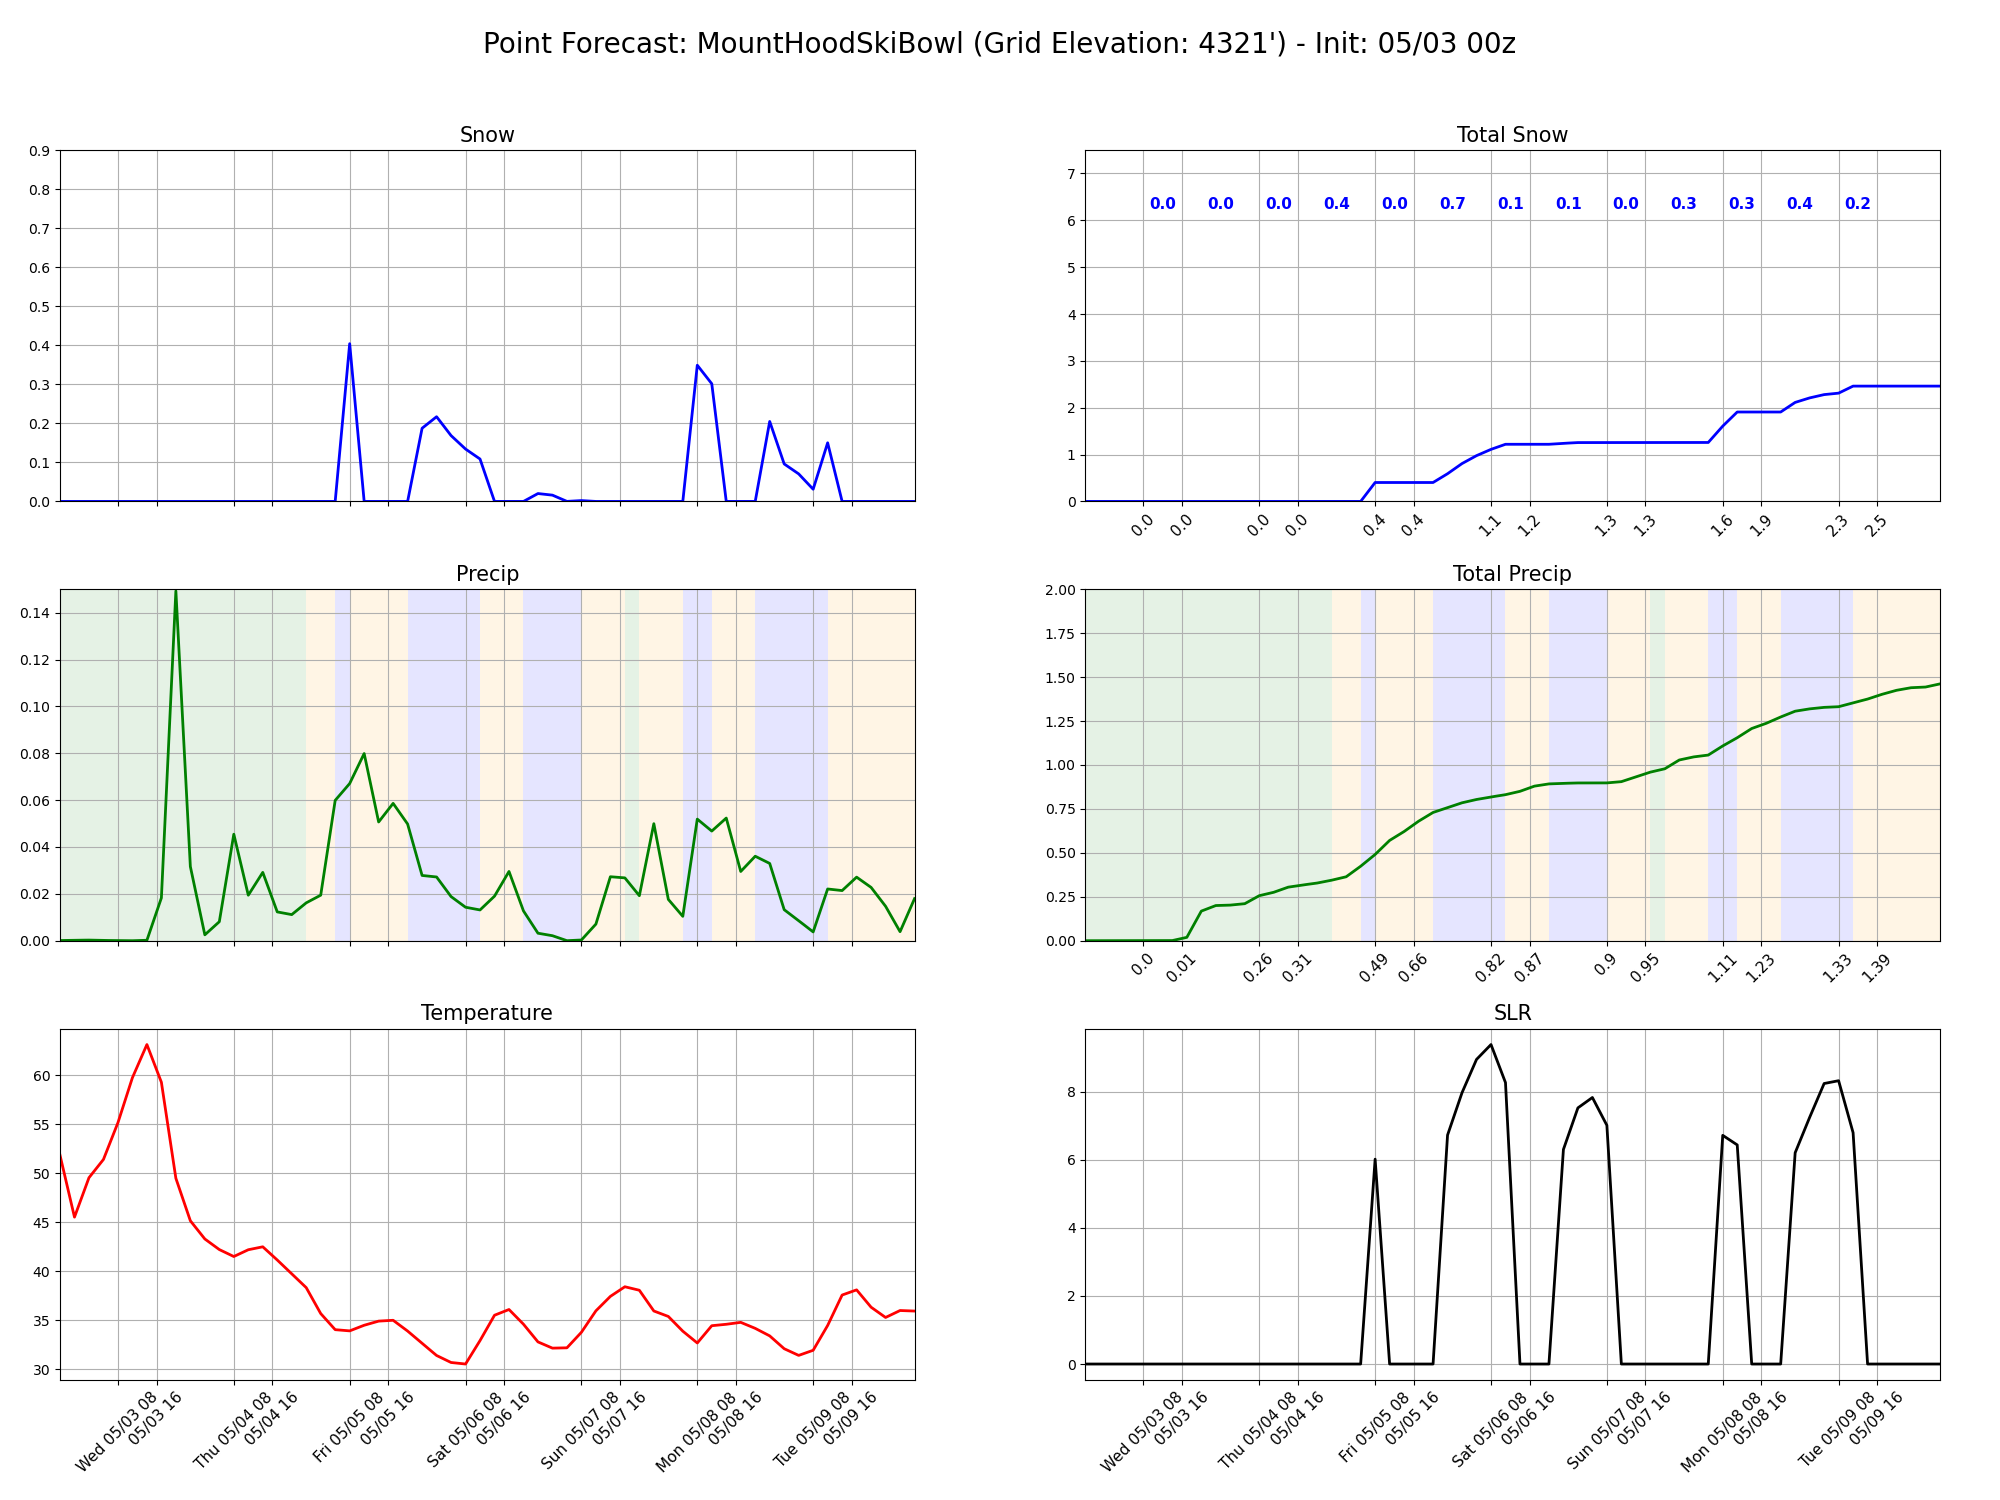 Point Forecast: MountHoodSkiBowl (Grid Elevation: 4321') - Init: 05/03 00z
Snow
0.9
0.8
0.7
0.6
0.5
0.4
0.3
0.2
0.1
0.0
Total Snow
7
6
5
4
3
2
1
0
0.0 0.0 0.0 0.4 0.0 0.7 0.1 0.1 0.0 0.3 0.3 0.4 0.2
0.0 0.0 0.0 0.0 0.4 0.4 1.1 1.2 1.3 1.3 1.6 1.9 2.3 2.5
Precip
0.14
0.12
0.10
0.08
0.06
0.04
0.02
0.00
Total Precip
2.00
1.75
1.50
1.25
1.00
0.75
0.50
0.25
0.00
0.0 0.01 0.26 0.31 0.49 0.66 0.82 0.87 0.9 0.95 1.11 1.23 1.33 1.39
Temperature
60
55
50
45
40
35
30
Wed 05/03 08
05/03 16
Thu 05/04 08
05/04 16
Fri 05/05 08
05/05 16
Sat 05/06 08
05/06 16
Sun 05/07 08
05/07 16
Mon 05/08 08
05/08 16
Tue 05/09 08
05/09 16
SLR
8
6
4
2
0
Wed 05/03 08
05/03 16
Thu 05/04 08
05/04 16
Fri 05/05 08
05/05 16
Sat 05/06 08
05/06 16
Sun 05/07 08
05/07 16
Mon 05/08 08
05/08 16
Tue 05/09 08
05/09 16